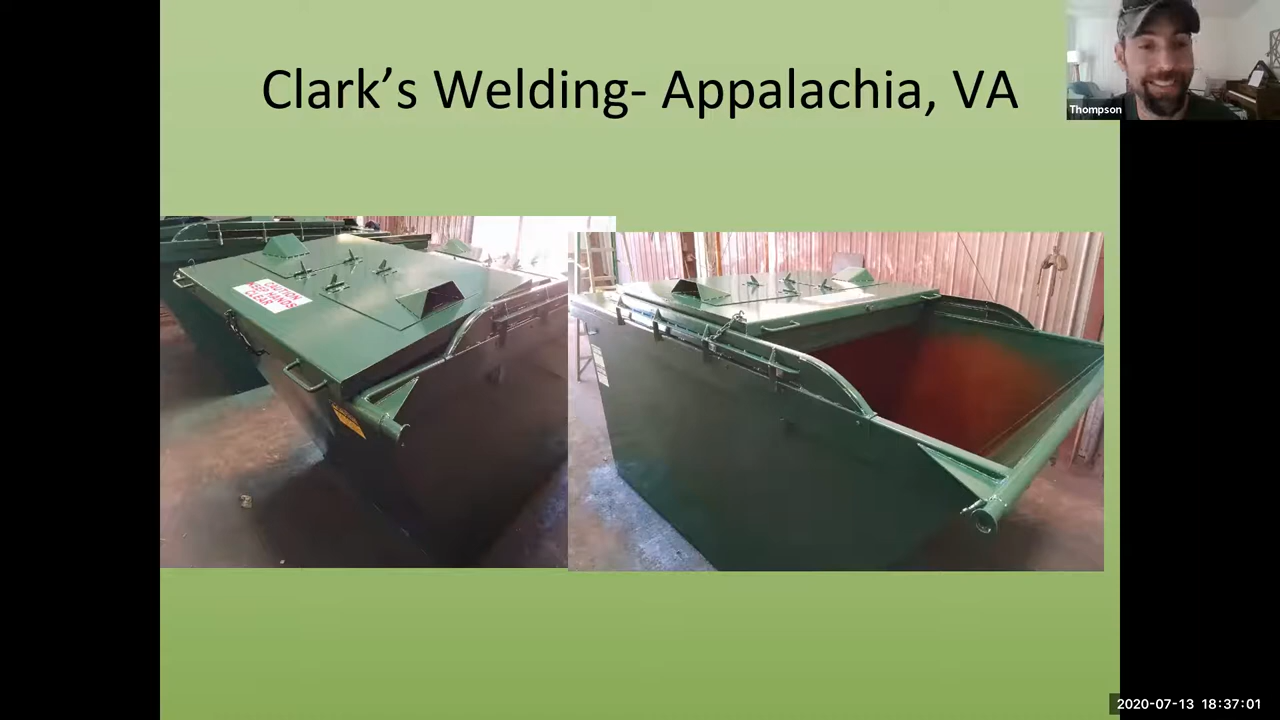 Clark’s Welding- Appalachia, VA
Thompson
CAUTION
KEEP HANDS
CLEAR
2020-07-13 18:37:01